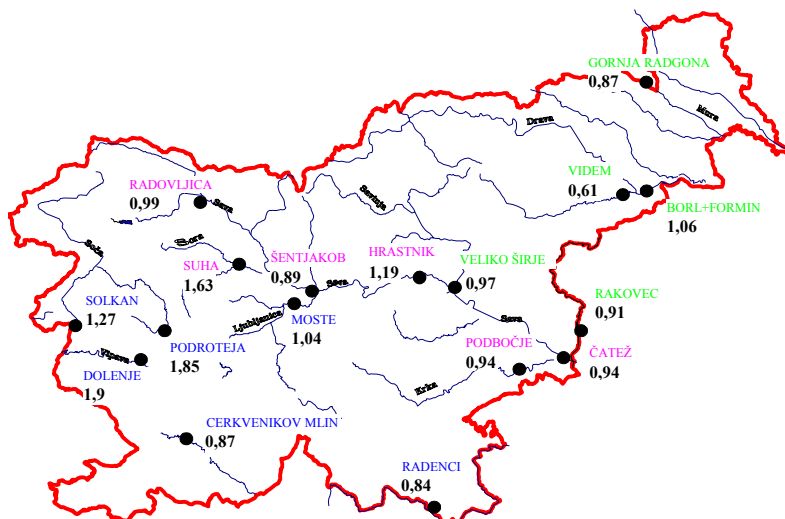 GORNJA RADGONA
0,87
Mura
Drava
VIDEM
0,61
BORL+FORMIN
1,06
RADOVLJICA
0,99
Sava
Savinja
Sora
Soča
SUHA
1,63
ŠENTJAKOB
0,89
Sava
HRASTNIK
1,19
VELIKO ŠIRJE
0,97
SOLKAN
1,27
Ljubljanica
MOSTE
1,04
Sava
RAKOVEC
0,91
PODROTEJA
1,85
Vipava
DOLENJE
1,9
PODBOČJE
0,94
ČATEŽ
0,94
Krka
CERKVENIKOV MLIN
0,87
RADENCI
0,84